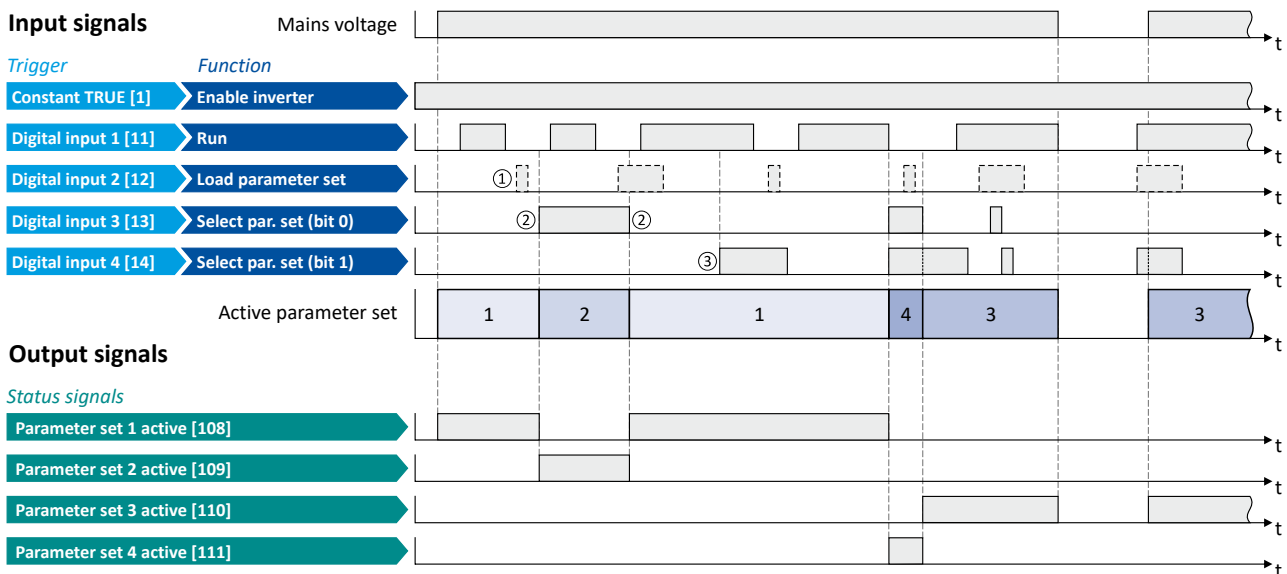 Input signals
Mains voltage
t
Trigger Function
Constant TRUE [1] Enable inverter
t
Digital input 1 [11] Run
t
Digital input 2 [12] Load parameter set ①
t
Digital input 3 [13] Select par. set (bit 0) ② ②
t
Digital input 4 [14] Select par. set (bit 1) ③
t
Active parameter set 1 2 1 4 3 3
t
Output signals
Status signals
Parameter set 1 active [108]
t
Parameter set 2 active [109]
t
Parameter set 3 active [110]
t
Parameter set 4 active [111]
t